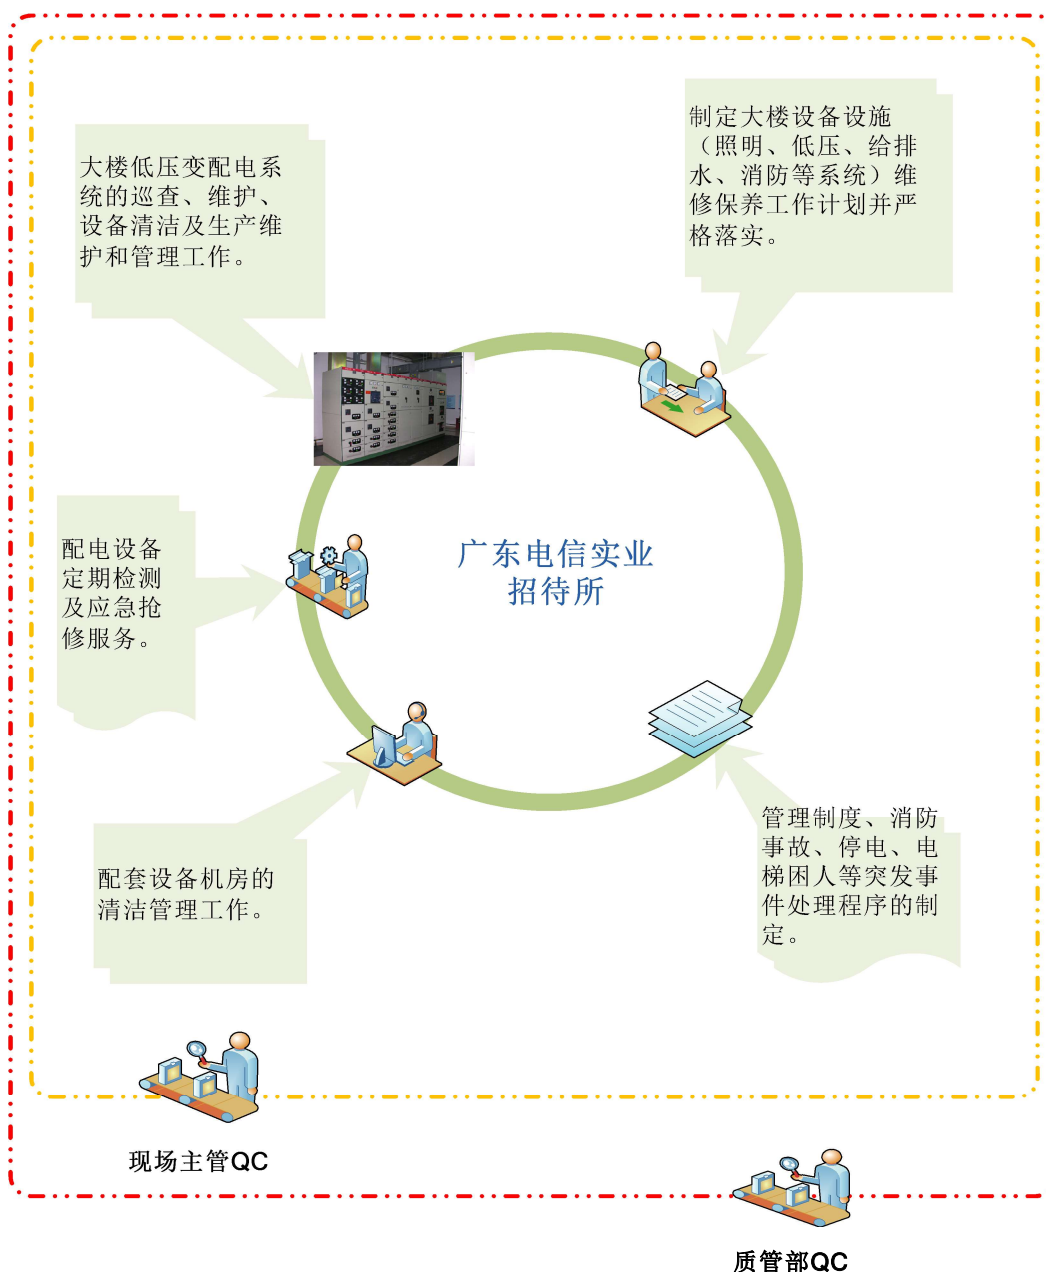 制定大楼设备设施
（照明、低压、给排
水、消防等系统）维
修保养工作计划并严
格落实。
大楼低压变配电系
统的巡查、维护、
设备清洁及生产维
护和管理工作。
配电设备
定期检测
及应急抢
修服务。
广东电信实业
招待所
管理制度、消防
事故、停电、电
梯困人等突发事
件处理程序的制
定。
配套设备机房的
清洁管理工作。
现场主管QC
质管部QC